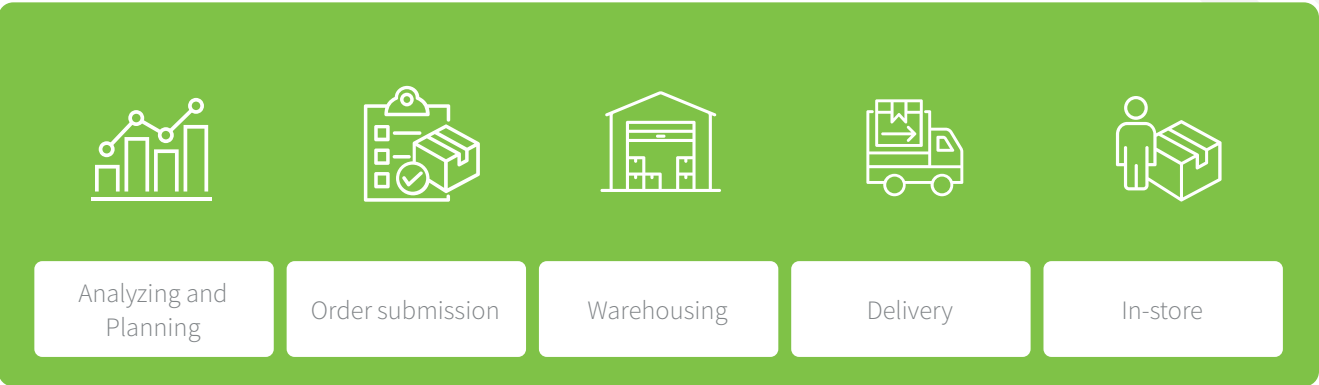 Analyzing and
Planning
Order submission
Warehousing
Delivery
In-store